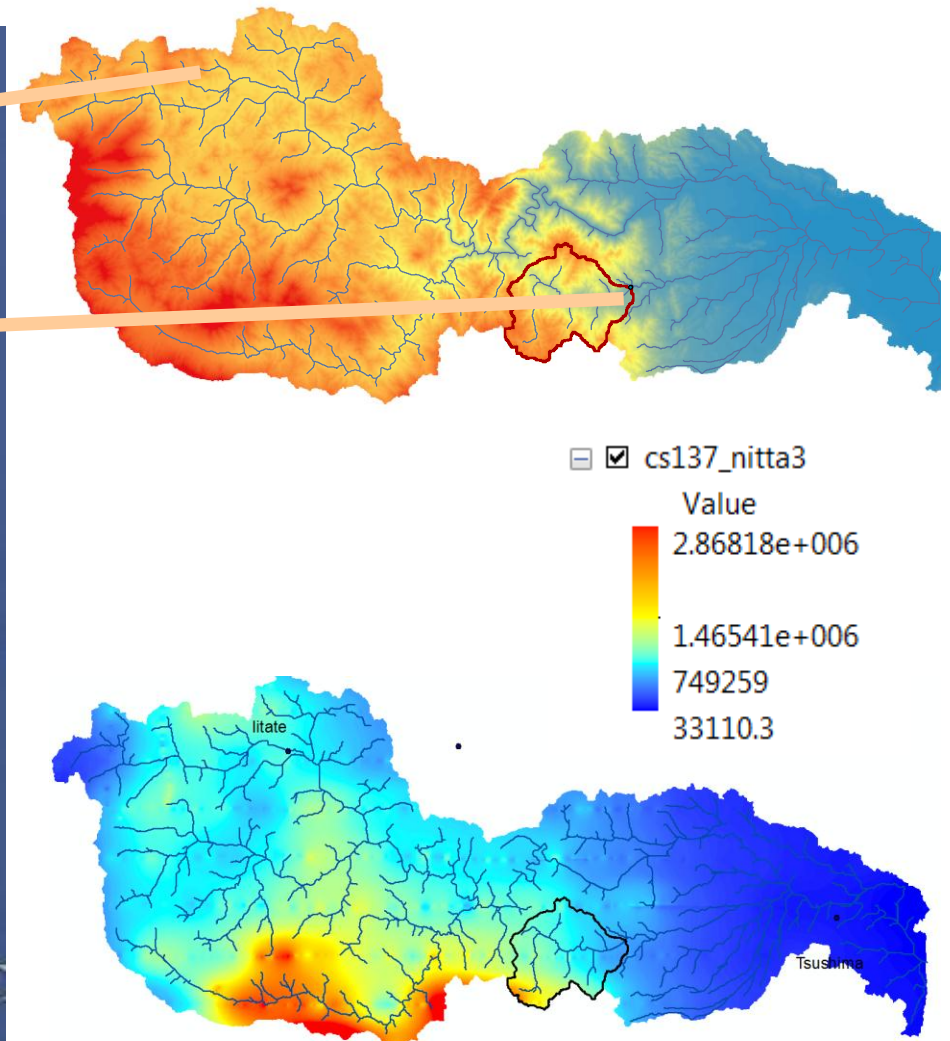 cs137_nitta3
Value
2.86818e+006
1.46541e+006
749259
33110.3
Iitate
Tsushima